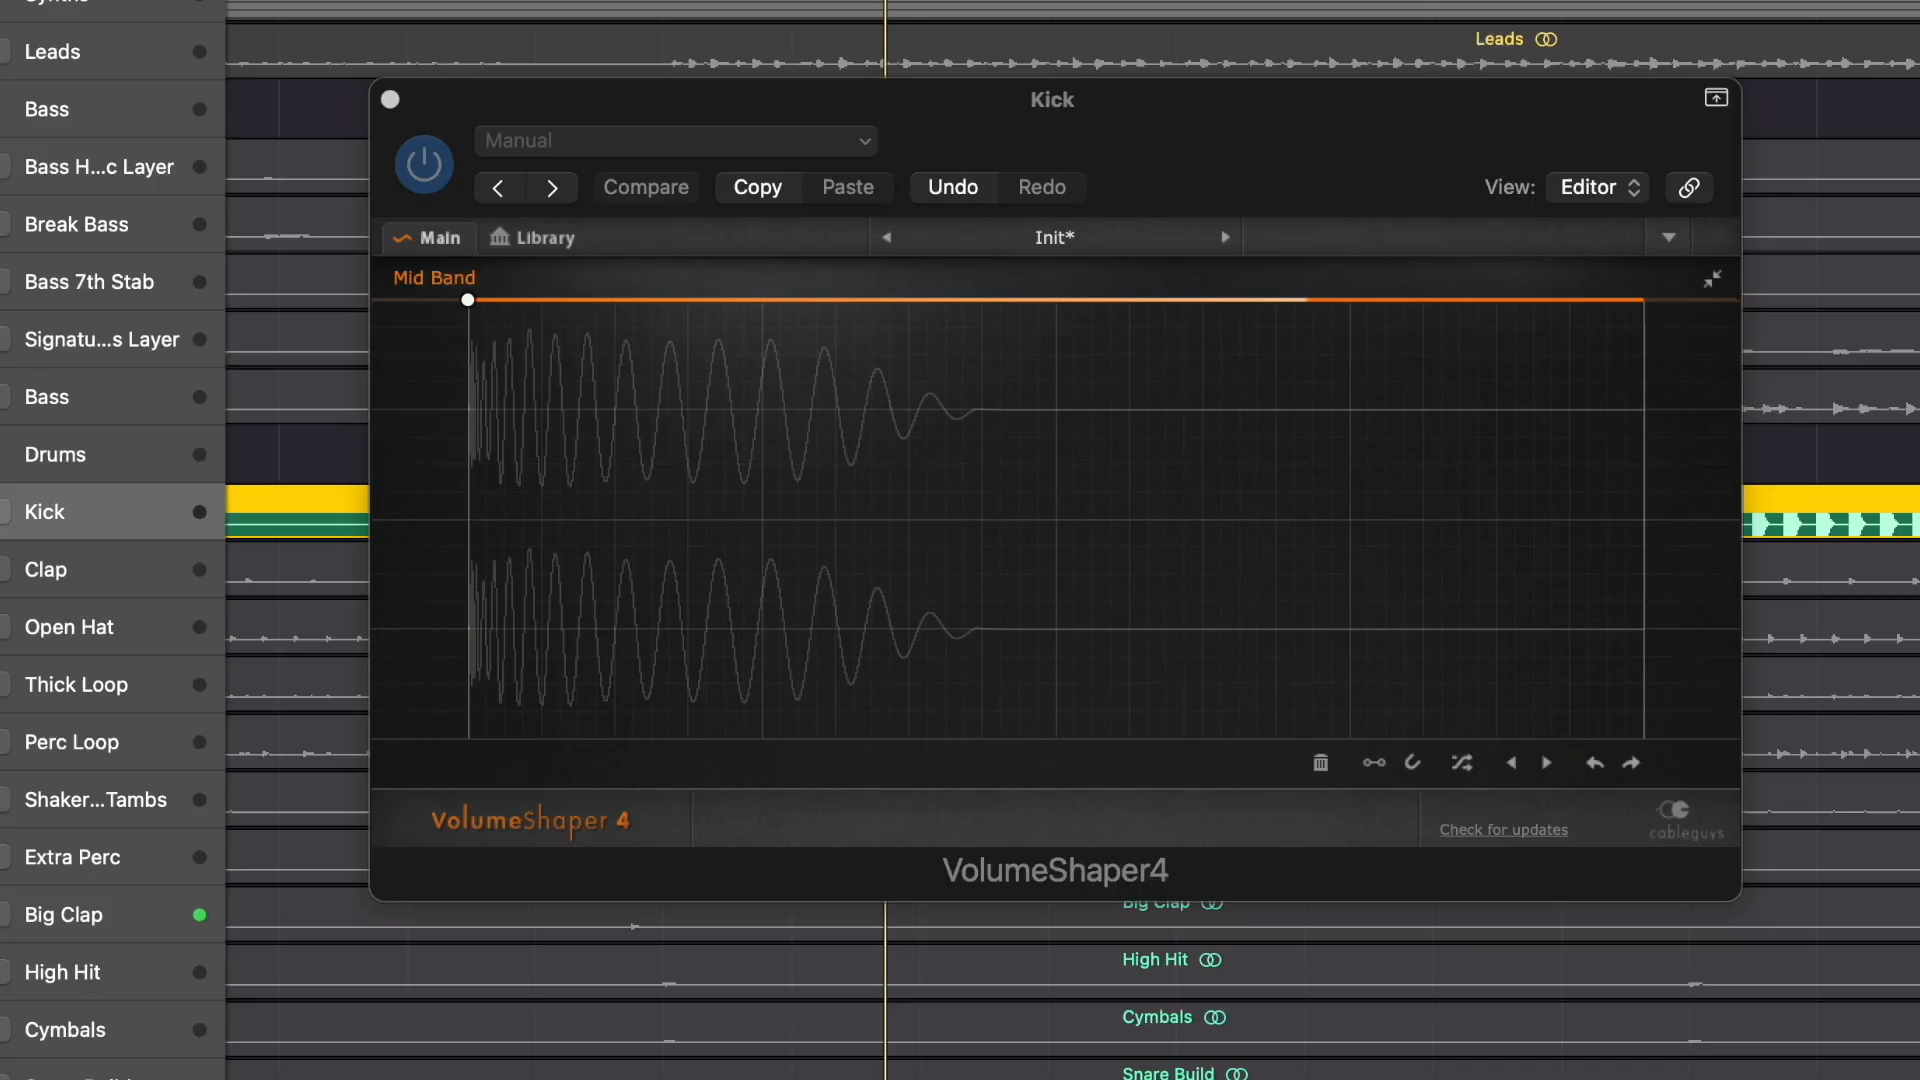 Leads
Leads
Bass
Bass H...c Layer
Break Bass
Bass 7th Stab
Signatu...s Layer
Bass
Drums
Kick
Clap
Open Hat
Thick Loop
Perc Loop
Shaker...Tambs
Extra Perc
Big Clap
High Hit
Cymbals
Kick
Manual
Compare
Copy
Paste
Undo
Redo
View:
Editor
Main
Library
Init*
Mid Band
VolumeShaper 4
Check for updates
cableguys
VolumeShaper4
Big Clap
High Hit
Cymbals
Snare Build